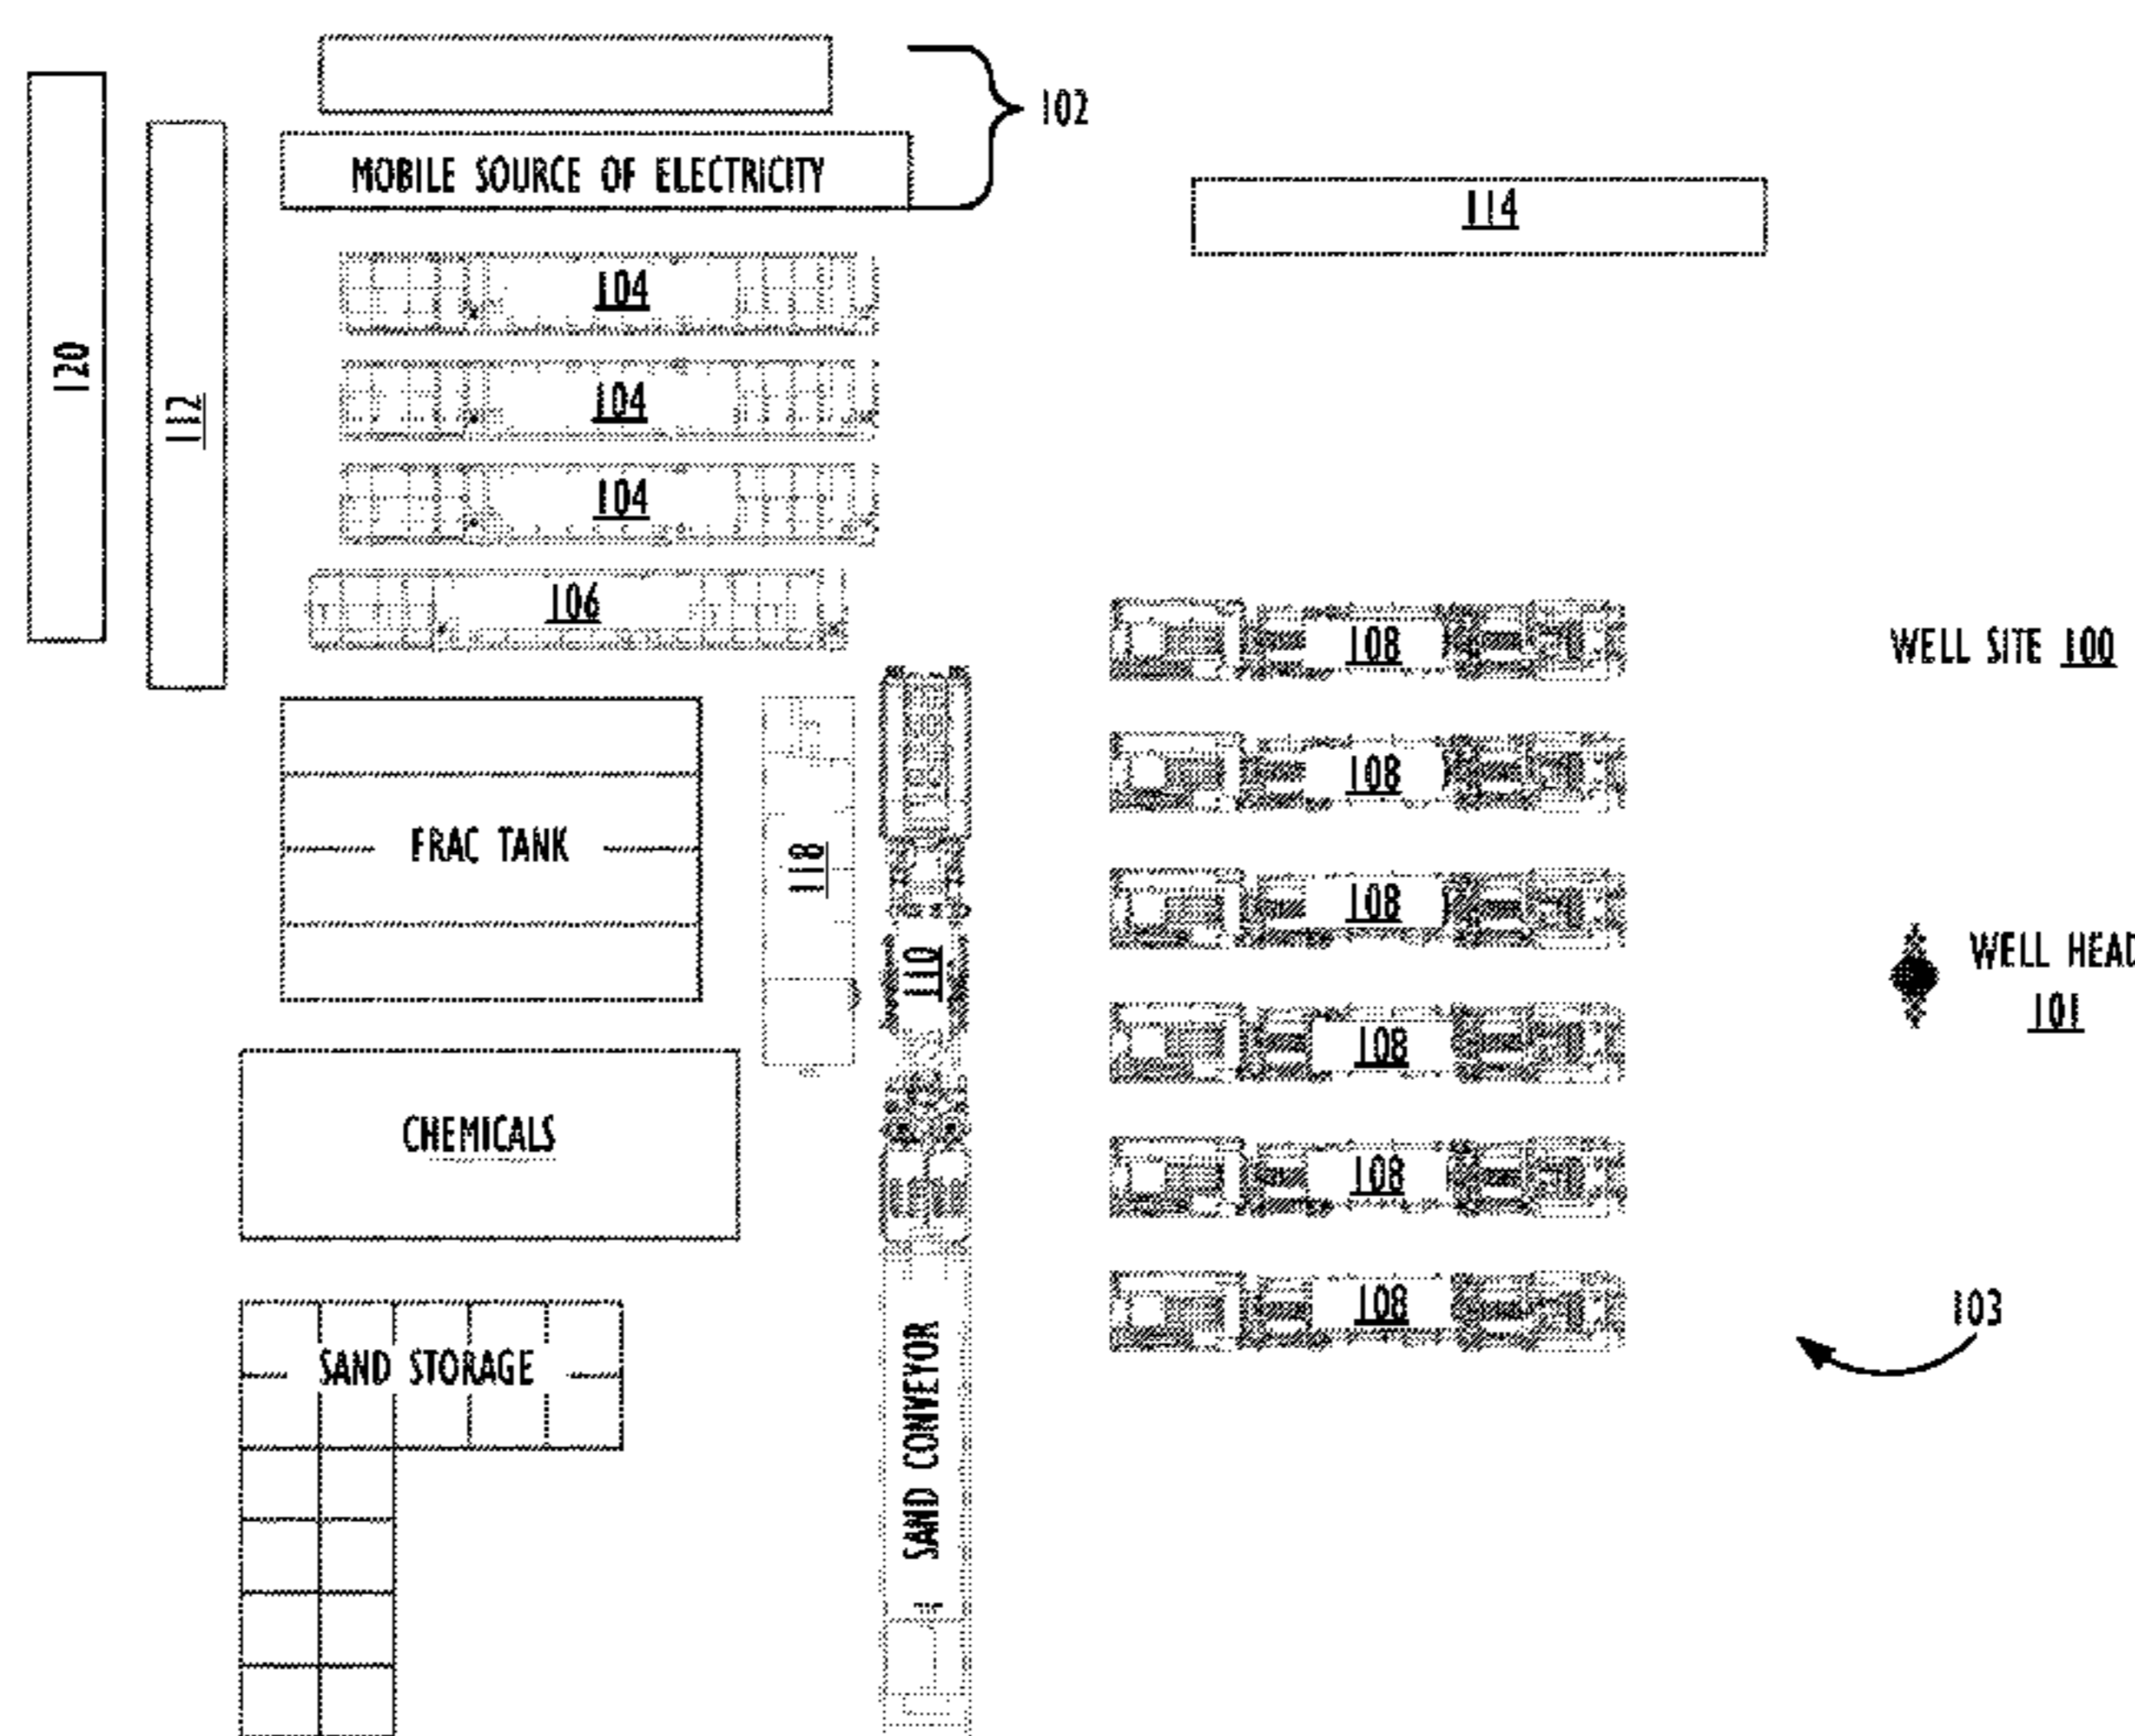 102
MOBILE SOURCE OF ELECTRICITY
114
104
120
104
112
104
106
108
WELL SITE 100
108
FRAC TANK
118
108
WELL HEAD
101
110
108
CHEMICALS
108
108
103
SAND STORAGE
SAND CONVEYOR